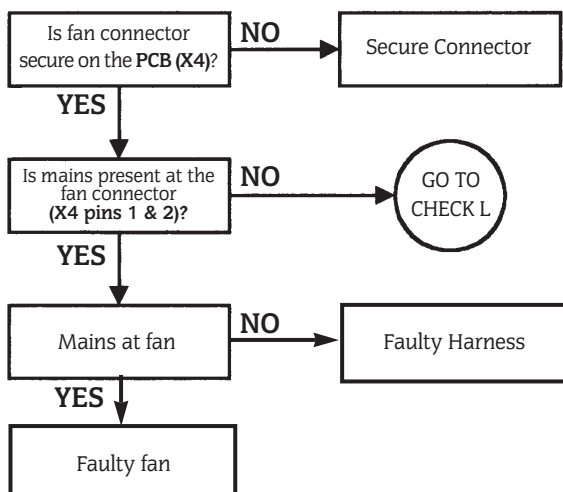 Is fan connector
secure on the PCB (X4)?
NO
Secure Connector
YES
Is mains present at the
fan connector
(X4 pins 1 & 2)?
NO
GO TO
CHECK L
YES
Mains at fan
NO
Faulty Harness
YES
Faulty fan